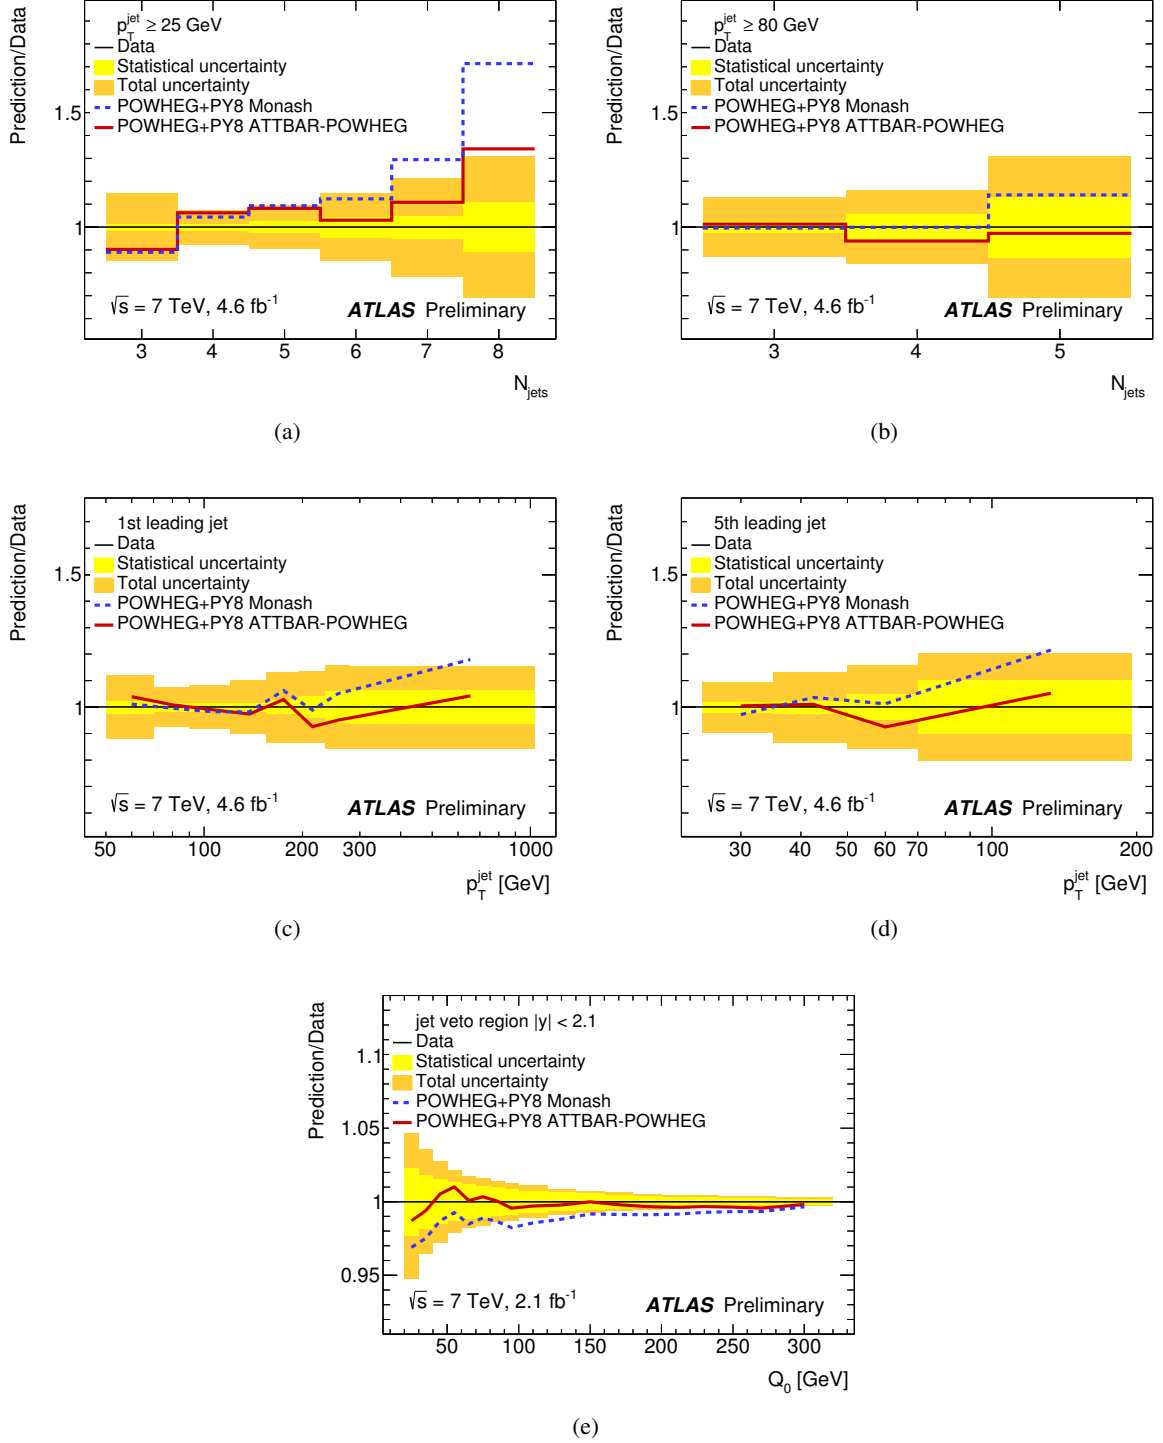 Prediction/Data
p_T^jet ≥ 25 GeV
Data
Statistical uncertainty
Total uncertainty
POWHEG+PY8 Monash
POWHEG+PY8 ATTBAR-POWHEG
1.5
1
√s = 7 TeV, 4.6 fb⁻¹
ATLAS Preliminary
3 4 5 6 7 8
N_jets
(a)
Prediction/Data
p_T^jet ≥ 80 GeV
Data
Statistical uncertainty
Total uncertainty
POWHEG+PY8 Monash
POWHEG+PY8 ATTBAR-POWHEG
1.5
1
√s = 7 TeV, 4.6 fb⁻¹
ATLAS Preliminary
3 4 5
N_jets
(b)
Prediction/Data
1st leading jet
Data
Statistical uncertainty
Total uncertainty
POWHEG+PY8 Monash
POWHEG+PY8 ATTBAR-POWHEG
1.5
1
√s = 7 TeV, 4.6 fb⁻¹
ATLAS Preliminary
50 100 200 300 1000
p_T^jet [GeV]
(c)
Prediction/Data
5th leading jet
Data
Statistical uncertainty
Total uncertainty
POWHEG+PY8 Monash
POWHEG+PY8 ATTBAR-POWHEG
1.5
1
√s = 7 TeV, 4.6 fb⁻¹
ATLAS Preliminary
30 40 50 60 70 100 200
p_T^jet [GeV]
(d)
Prediction/Data
jet veto region |y| < 2.1
Data
Statistical uncertainty
Total uncertainty
POWHEG+PY8 Monash
POWHEG+PY8 ATTBAR-POWHEG
1.1
1.05
1
0.95
√s = 7 TeV, 2.1 fb⁻¹
ATLAS Preliminary
50 100 150 200 250 300
Q_0 [GeV]
(e)